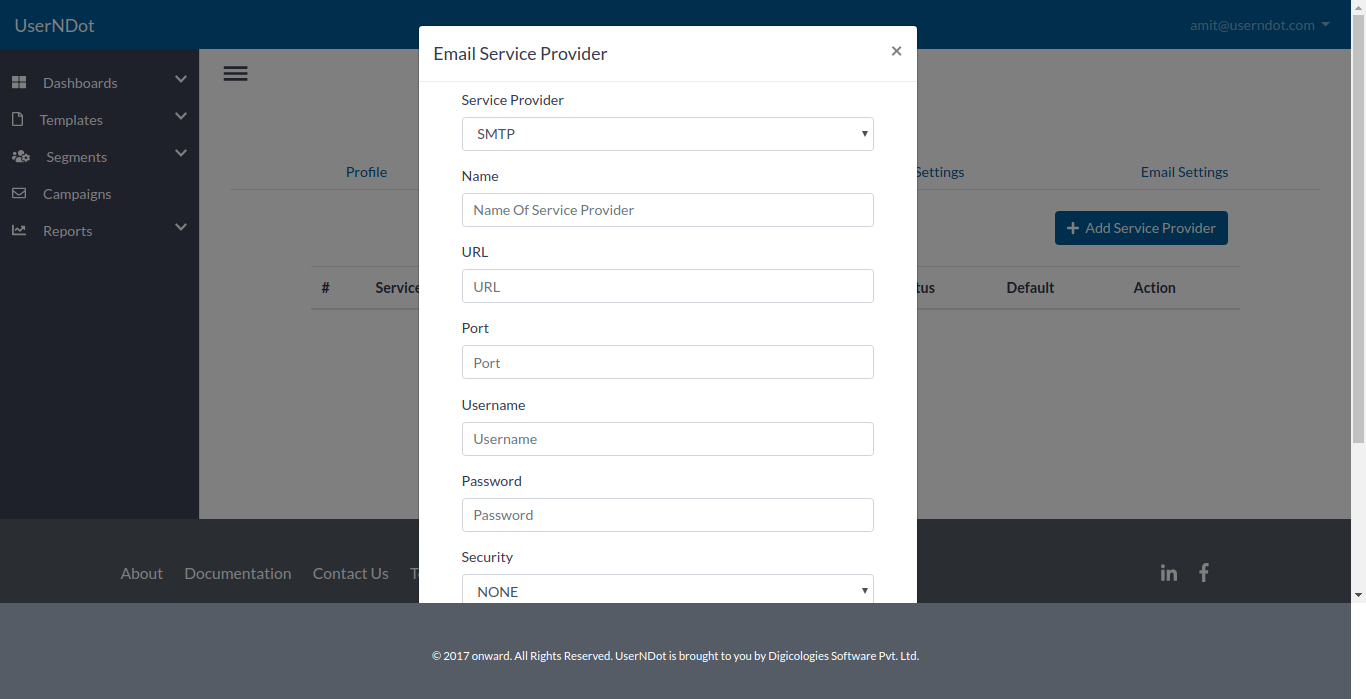 UserNDot
amit@userndot.com
Email Service Provider
×
Dashboards
Templates
Segments
Campaigns
Reports
Profile
Settings
Email Settings
Add Service Provider
#
Service
tus
Default
Action
Service Provider
SMTP
Name
Name Of Service Provider
URL
URL
Port
Port
Username
Username
Password
Password
Security
NONE
About
Documentation
Contact Us
© 2017 onward. All Rights Reserved. UserNDot is brought to you by Digicologies Software Pvt. Ltd.